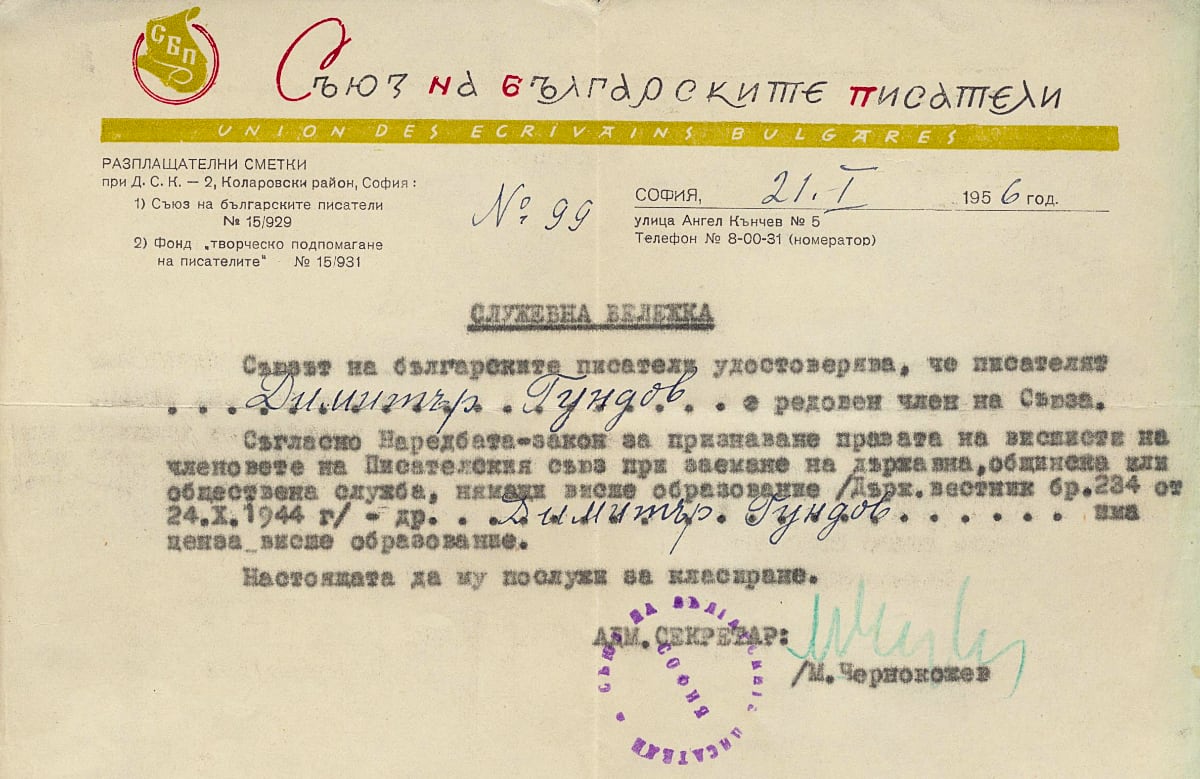 СБП
Съюз на българските писатели
UNION DES ECRIVAINS BULGARES
РАЗПЛАЩАТЕЛНИ СМЕТКИ
при Д. С. К. — 2, Коларовски район, София :
1) Съюз на българските писатели
№ 15/929
2) Фонд „творческо подпомагане
на писателите" № 15/931
№ 99
СОФИЯ, 21.I 1956 год.
улица Ангел Кънчев № 5
Телефон № 8-00-31 (номератор)
СЛУЖЕБНА БЕЛЕЖКА
Съюзът на българските писатели удостоверява, че писателят
. . . . Димитър . Гундов . . . е редовен член на Съюза.
Съгласно Наредбата-закон за признаване правата на висшисти на
членовете на Писателския съюз при заемане на държавна,общинска или
обществена служба, нямащи висше образование /Държ.вестник бр.234 от
24.X.1944 г/ - др. . . Димитър. Гундов. . . . . . . има
ценза висше образование.
Настоящата да му послужи за класиране.
АДМ.СЕКРЕТАР:
/М.Чернокожев
СЪЮЗ НА БЪЛГАРСКИТЕ ПИСАТЕЛИ
СОФИЯ